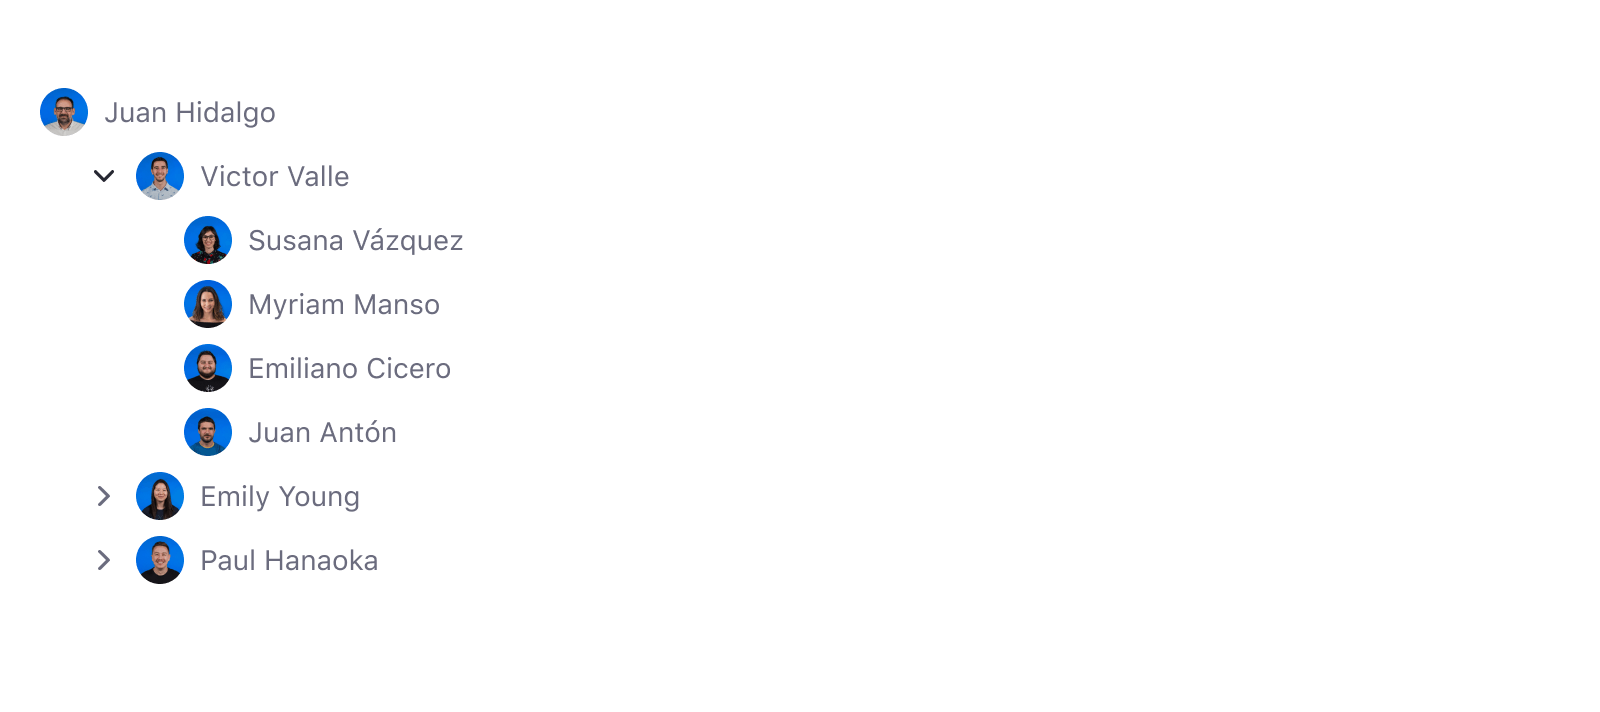 Juan Hidalgo
Victor Valle
Susana Vázquez
Myriam Manso
Emiliano Cicero
Juan Antón
Emily Young
Paul Hanaoka